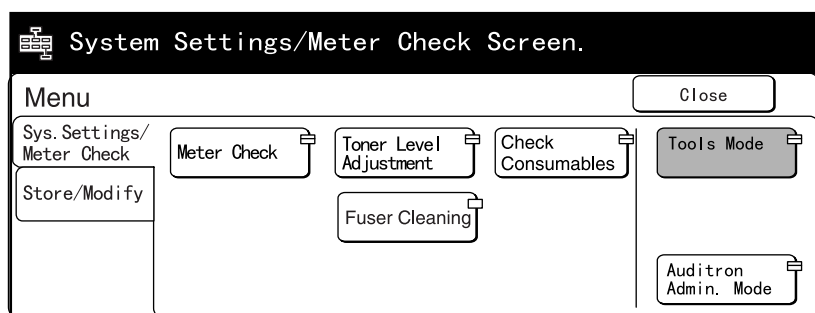 System Settings/Meter Check Screen.
Menu
Close
Sys.Settings/
Meter Check
Store/Modify
Meter Check
Toner Level
Adjustment
Check
Consumables
Fuser Cleaning
Tools Mode
Auditron
Admin. Mode